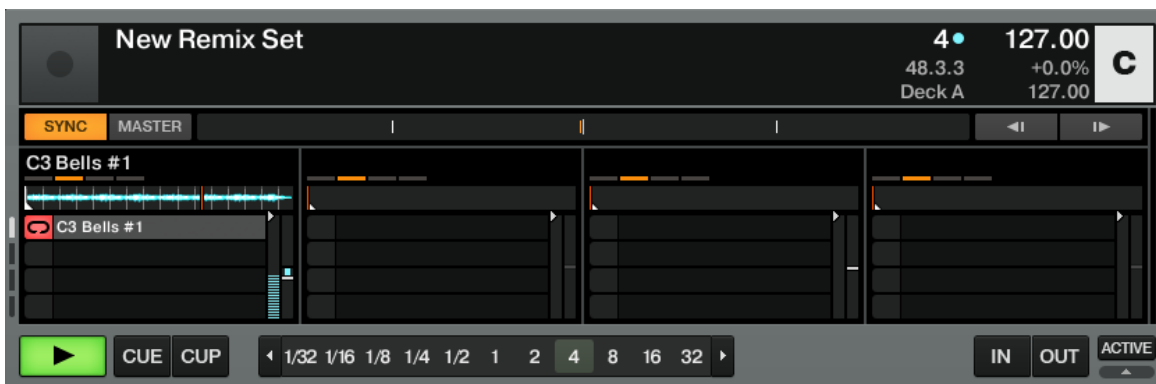 New Remix Set
4 127.00
C
48.3.3 +0.0%
Deck A 127.00
SYNC MASTER
C3 Bells #1
C3 Bells #1
CUE CUP 1/32 1/16 1/8 1/4 1/2 1 2 4 8 16 32 IN OUT ACTIVE